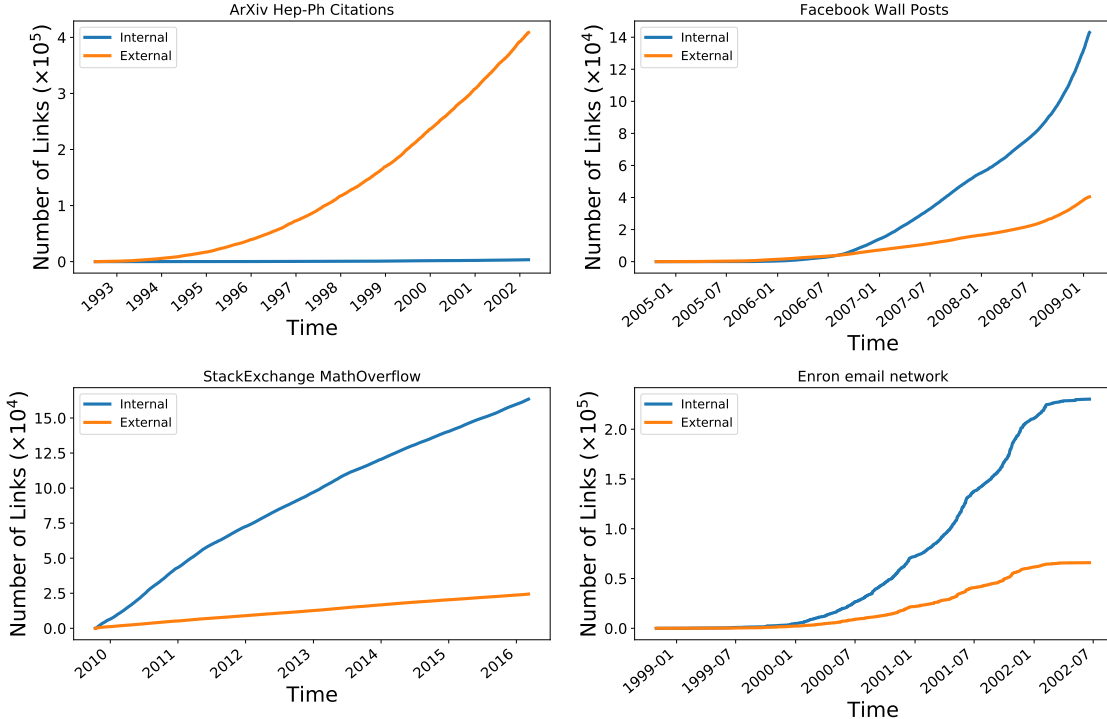 ArXiv Hep-Ph Citations
Number of Links (×10⁵)
4
3
2
1
0
Internal
External
1993
1994
1995
1996
1997
1998
1999
2000
2001
2002
Time
Facebook Wall Posts
Number of Links (×10⁴)
14
12
10
8
6
4
2
0
Internal
External
2005-01
2005-07
2006-01
2006-07
2007-01
2007-07
2008-01
2008-07
2009-01
Time
StackExchange MathOverflow
Number of Links (×10⁴)
15.0
12.5
10.0
7.5
5.0
2.5
0.0
Internal
External
2010
2011
2012
2013
2014
2015
2016
Time
Enron email network
Number of Links (×10⁵)
2.0
1.5
1.0
0.5
0.0
Internal
External
1999-01
1999-07
2000-01
2000-07
2001-01
2001-07
2002-01
2002-07
Time